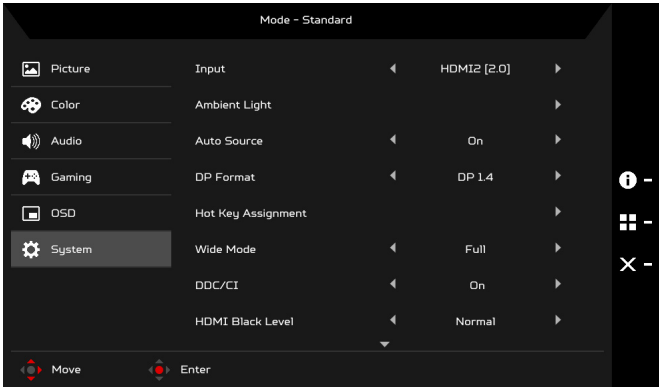 Mode - Standard
Picture
Input HDMI2 [2.0]
Color
Ambient Light
Audio
Auto Source On
Gaming
DP Format DP 1.4
OSD
Hot Key Assignment
System
Wide Mode Full
DDC/CI On
HDMI Black Level Normal
Move Enter